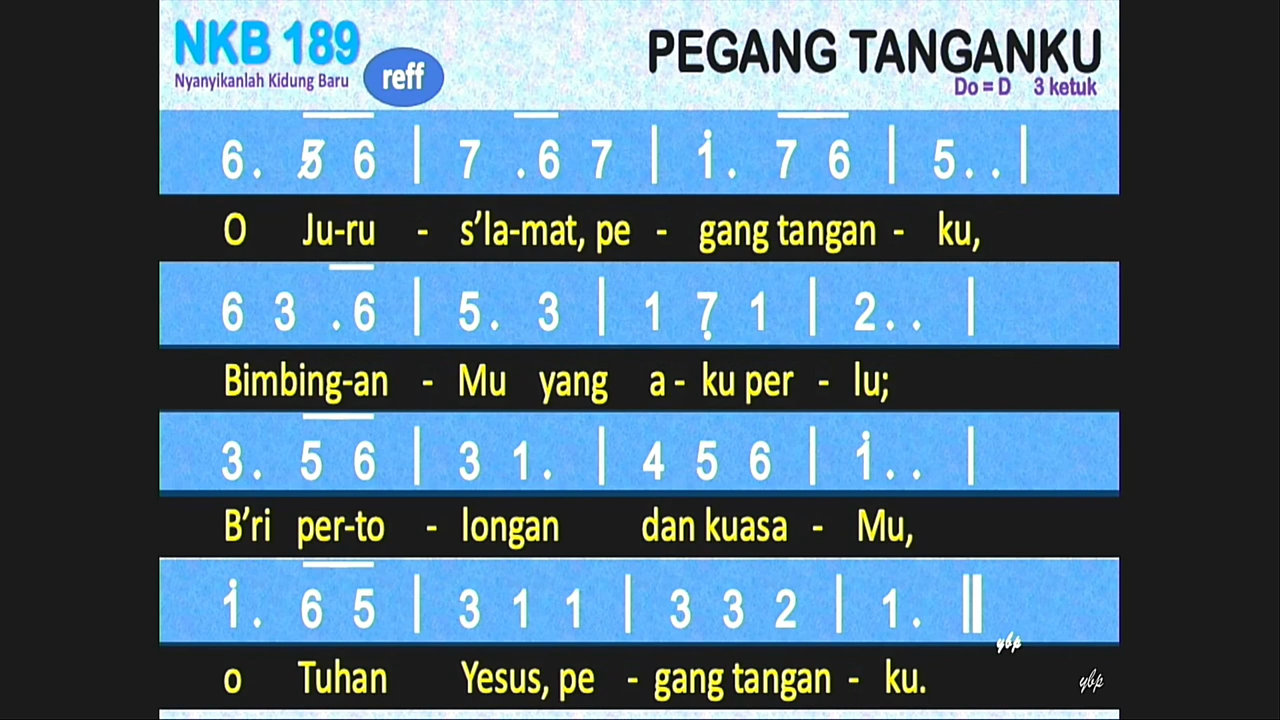 NKB 189
PEGANG TANGANKU
Nyanyikanlah Kidung Baru
reff
Do = D 3 ketuk
6 . 5̸ 6 | 7 . 6 7 | 1̇ . 7 6 | 5 . . |
O Ju-ru - s’la-mat, pe - gang tangan - ku,
6 3 . 6 | 5 . 3 | 1 7̣ 1 | 2 . . |
Bimbing-an - Mu yang a - ku per - lu;
3 . 5 6 | 3 1 . | 4 5 6 | 1̇ . . |
B’ri per-to - longan dan kuasa - Mu,
1̇ . 6 5 | 3 1 1 | 3 3 2 | 1 . ||
ybp
o Tuhan Yesus, pe - gang tangan - ku.
ybp